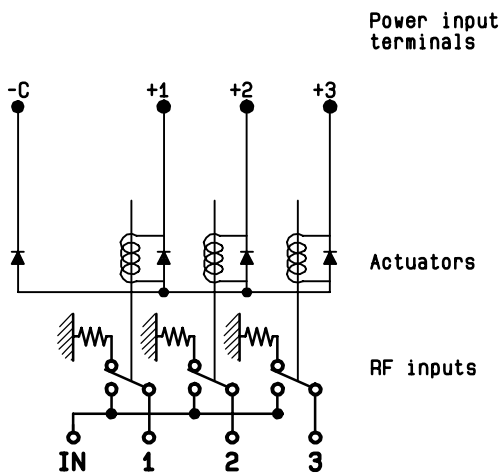 Power input
terminals
-C +1 +2 +3
Actuators
RF inputs
IN 1 2 3